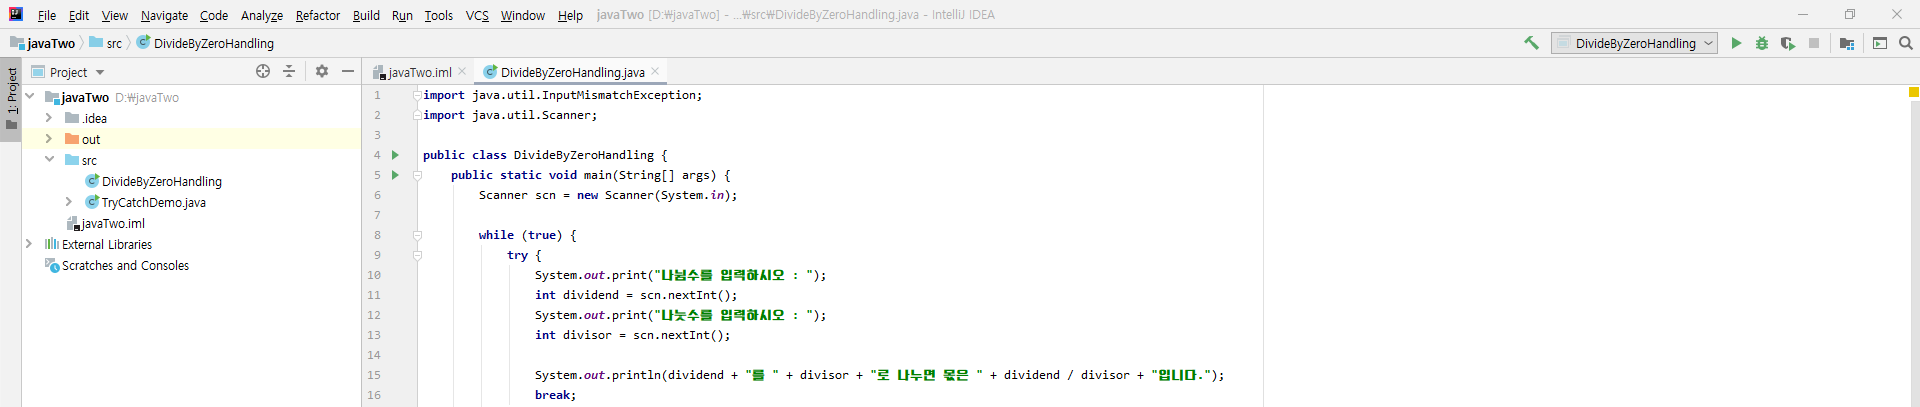 File Edit View Navigate Code Analyze Refactor Build Run Tools VCS Window Help javaTwo [D:₩javaTwo] - ...₩src₩DivideByZeroHandling.java - IntelliJ IDEA
javaTwo src DivideByZeroHandling DivideByZeroHandling
1: Project
Project
javaTwo D:₩javaTwo
.idea
out
src
DivideByZeroHandling
TryCatchDemo.java
javaTwo.iml
External Libraries
Scratches and Consoles
javaTwo.iml DivideByZeroHandling.java
1 import java.util.InputMismatchException;
2 import java.util.Scanner;
3
4 public class DivideByZeroHandling {
5 public static void main(String[] args) {
6 Scanner scn = new Scanner(System.in);
7
8 while (true) {
9 try {
10 System.out.print("나뉨수를 입력하시오 : ");
11 int dividend = scn.nextInt();
12 System.out.print("나눗수를 입력하시오 : ");
13 int divisor = scn.nextInt();
14
15 System.out.println(dividend + "를 " + divisor + "로 나누면 몫은 " + dividend / divisor + "입니다.");
16 break;